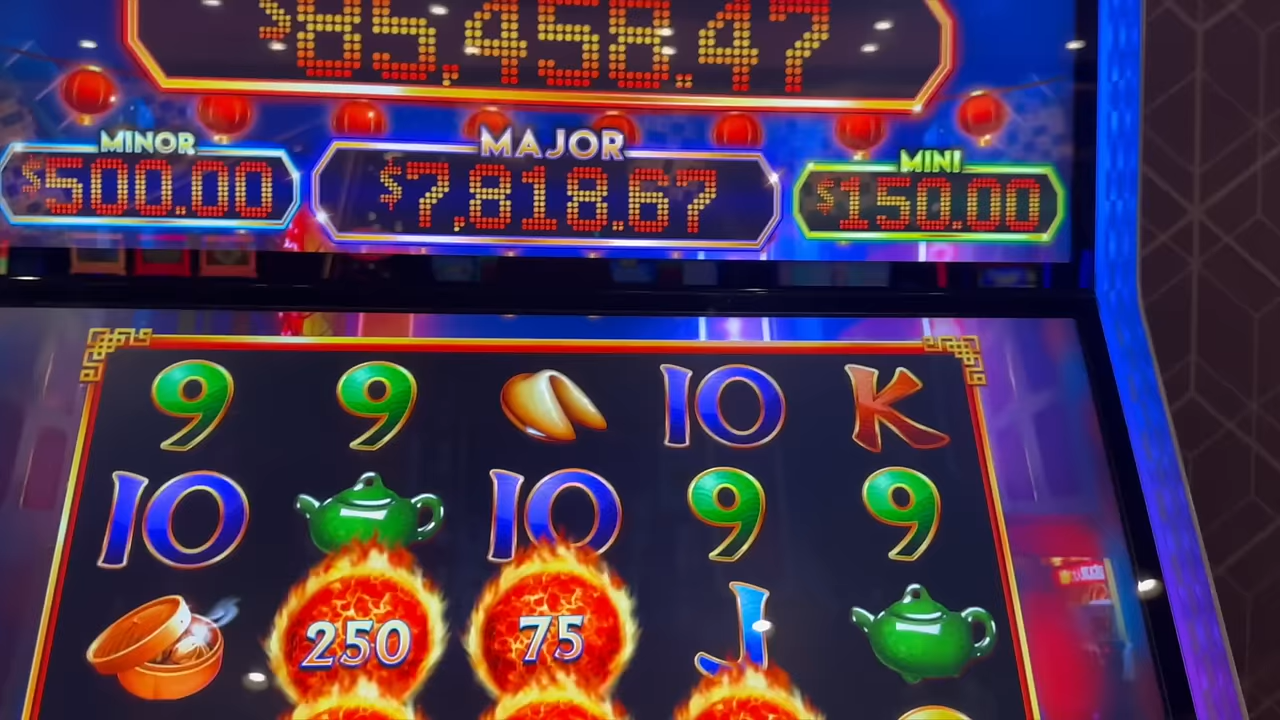 $85,458.47
MINOR
$500.00
MAJOR
$7,818.67
MINI
$150.00
9 9 10 K
10 10 9 9
250 75 J